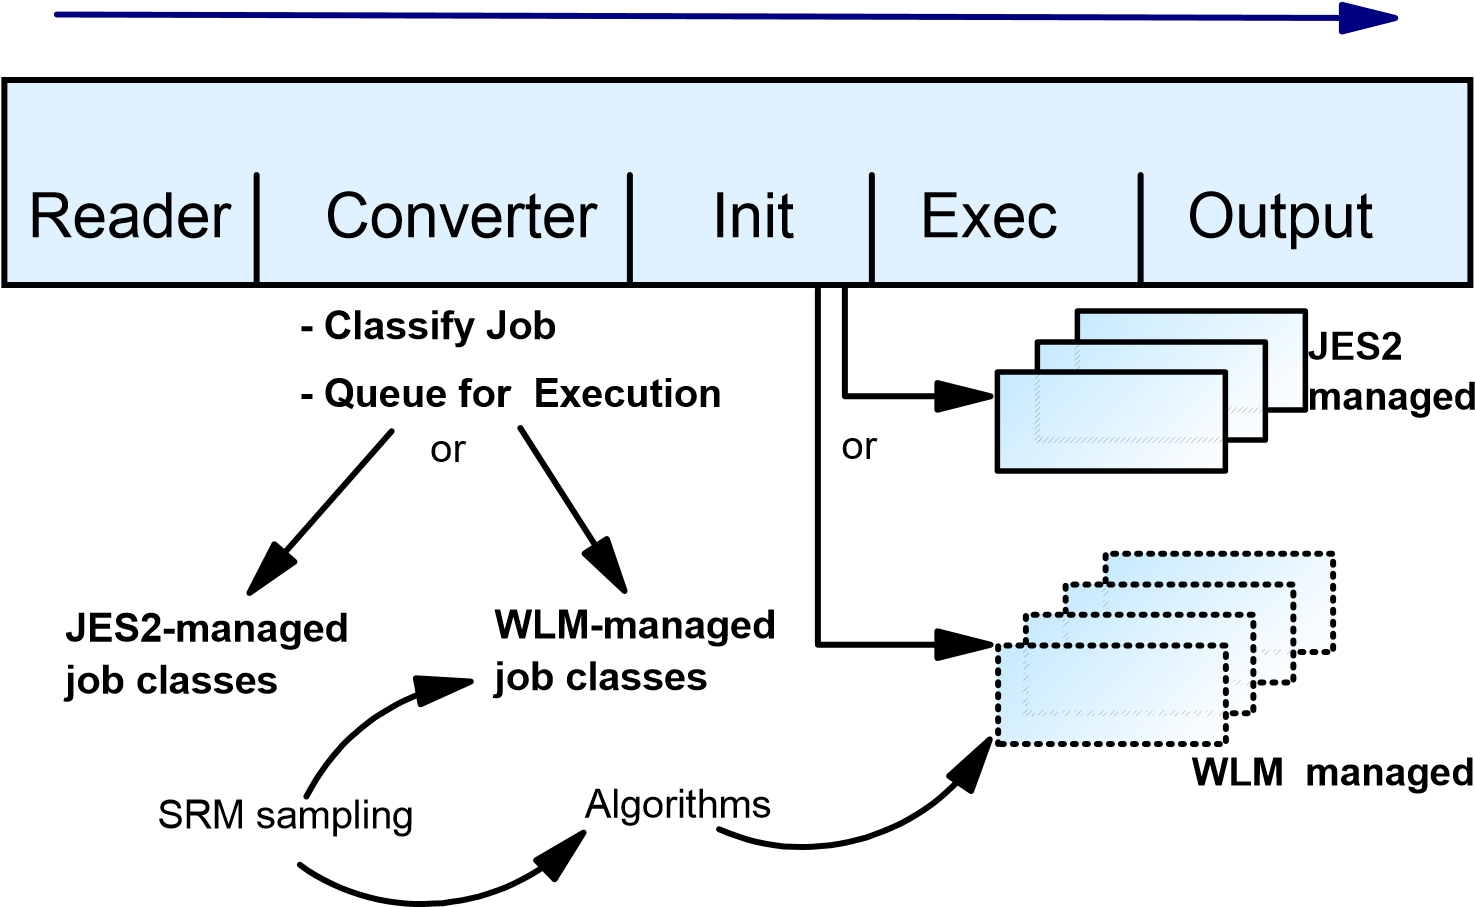 Reader Converter Init Exec Output
- Classify Job
- Queue for Execution
or
JES2-managed
job classes
WLM-managed
job classes
SRM sampling
Algorithms
or
JES2
managed
WLM managed